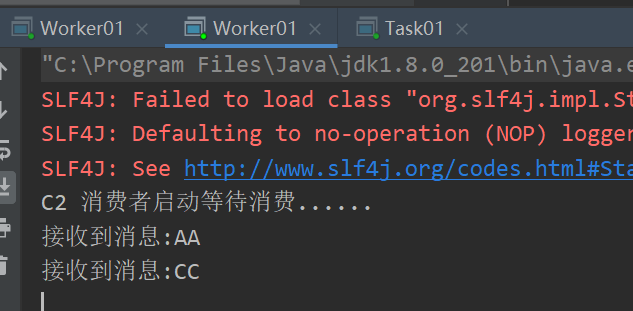 Worker01 Worker01 Task01
"C:\Program Files\Java\jdk1.8.0_201\bin\java.e
SLF4J: Failed to load class "org.slf4j.impl.St
SLF4J: Defaulting to no-operation (NOP) logger
SLF4J: See http://www.slf4j.org/codes.html#Sta
C2 消费者启动等待消费......
接收到消息:AA
接收到消息:CC